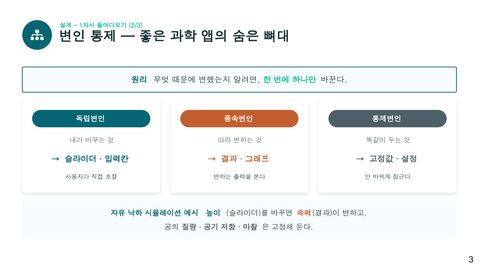 설계 – 1차시 들여다보기 (2/3)
변인 통제 — 좋은 과학 앱의 숨은 뼈대
원리 무엇 때문에 변했는지 알려면, 한 번에 하나만 바꾼다.
독립변인
내가 바꾸는 것
→ 슬라이더 · 입력칸
사용자가 직접 조절
종속변인
따라 변하는 것
→ 결과 · 그래프
변하는 출력을 본다
통제변인
똑같이 두는 것
→ 고정값 · 설정
안 바뀌게 잠근다
자유 낙하 시뮬레이션 예시 높이 (슬라이더)를 바꾸면 속력(결과)이 변하고,
공의 질량 · 공기 저항 · 마찰 은 고정해 둔다.
3